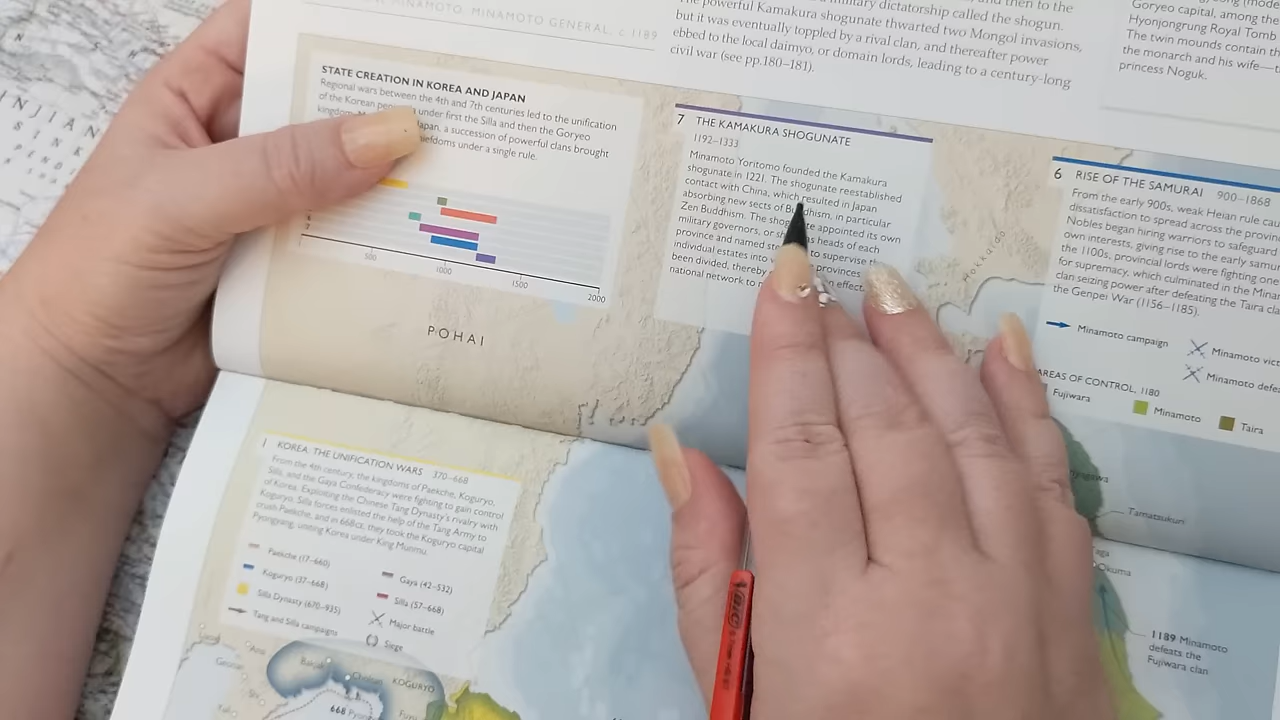 MINAMOTO, MINAMOTO GENERAL, c.1189
military dictatorship called the shogun.
powerful Kamakura shogunate thwarted two Mongol invasions,
but it was eventually toppled by a rival clan, and thereafter power
ebbed to the local daimyo, or domain lords, leading to a century-long
civil war (see pp.180–181).
Goryeo capital, among the
Hyonjongrung Royal Tomb
The twin mounds contain th
the monarch and his wife—t
princess Noguk.
STATE CREATION IN KOREA AND JAPAN
Regional wars between the 4th and 7th centuries led to the unification
of the Korean under first the Silla and then the Goryeo
Japan, a succession of powerful clans brought
under a single rule.
7
500
1000
1500
2000
POHAI
7 THE KAMAKURA SHOGUNATE
1192–1333
Minamoto Yoritomo founded the Kamakura
shogunate in 1221. The shogunate reestablished
contact with China, which resulted in Japan
absorbing new sects of Buddhism, in particular
Zen Buddhism. The appointed its own
military governors, or heads of each
province and named to supervise
individual estates into provinces
been divided, thereby
national network to effect
6 RISE OF THE SAMURAI 900–1868
From the early 900s, weak Heian rule cau
dissatisfaction to spread across the provin
Nobles began hiring warriors to safeguard
own interests, giving rise to the early samu
the 1100s, provincial lords were fighting one
for supremacy, which culminated in the Mina
clan seizing power after defeating the Taira cla
the Genpei War (1156–1185).
Minamoto campaign
Minamoto vict
Minamoto defe
AREAS OF CONTROL, 1180
Fujiwara
Minamoto
Taira
Hokkaido
1 KOREA: THE UNIFICATION WARS 370–668
From the 4th century, the kingdoms of Paekche, Koguryo,
Silla, and the Gaya Confederacy were fighting to gain control
of Korea. Exploiting the Chinese Tang Dynasty's rivalry with
Koguryo, Silla forces enlisted the help of the Tang Army to
crush Paekche, and in 668CE, they took the Koguryo capital
Pyongyang, uniting Korea under King Munmu.
Paekche (17–660)
Koguryo (37–668)
Silla Dynasty (670–935)
Tang and Silla campaigns
Gaya (42–532)
Silla (57–668)
Major battle
Siege
KOGURYO
668
Tamatsukuri
Okuma
1189 Minamoto
defeats the
Fujiwara clan
BIC